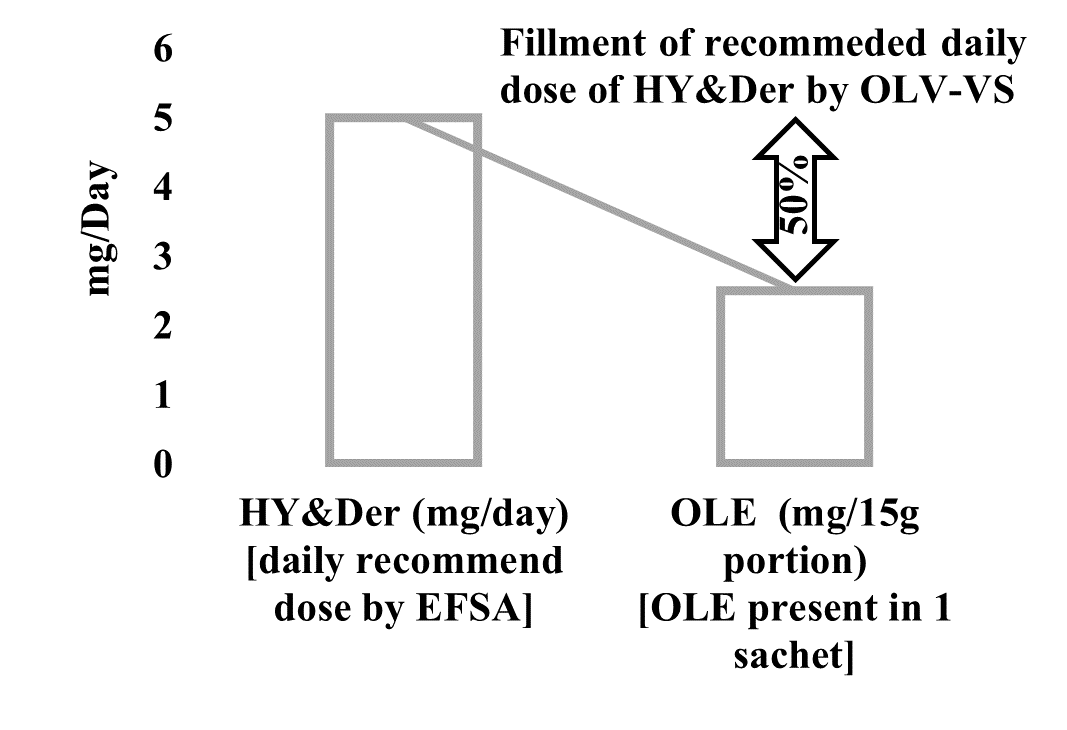 Fillment of recommeded daily
dose of HY&Der by OLV-VS
50%
mg/Day
6
5
4
3
2
1
0
HY&Der (mg/day)
[daily recommend
dose by EFSA]
OLE (mg/15g
portion)
[OLE present in 1
sachet]